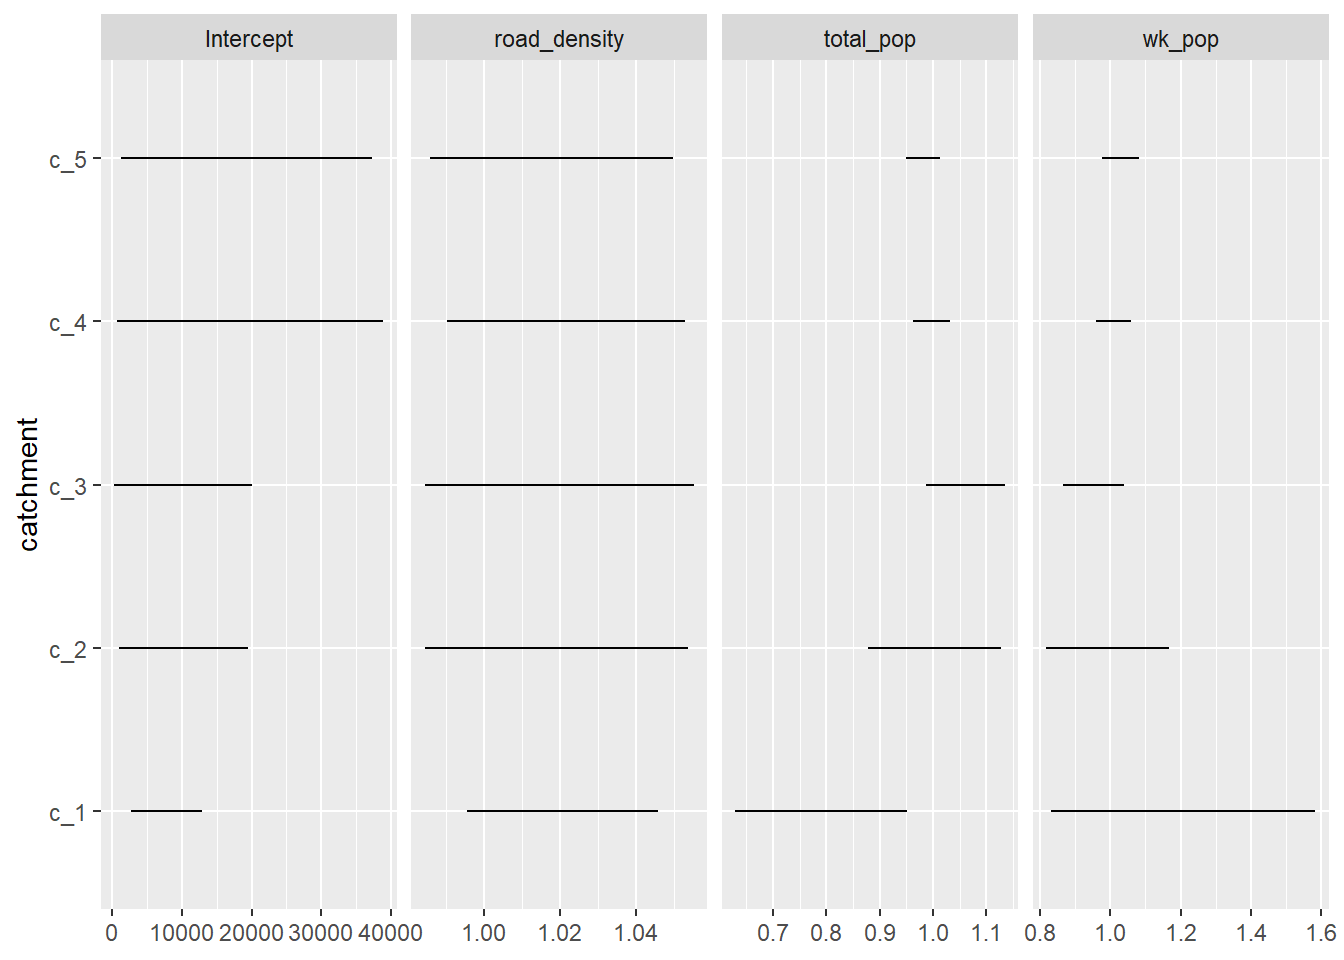 Intercept road_density total_pop wk_pop
c_5
c_4
c_3
c_2
c_1
catchment
0 10000 20000 30000 40000 1.00 1.02 1.04 0.7 0.8 0.9 1.0 1.1 0.8 1.0 1.2 1.4 1.6